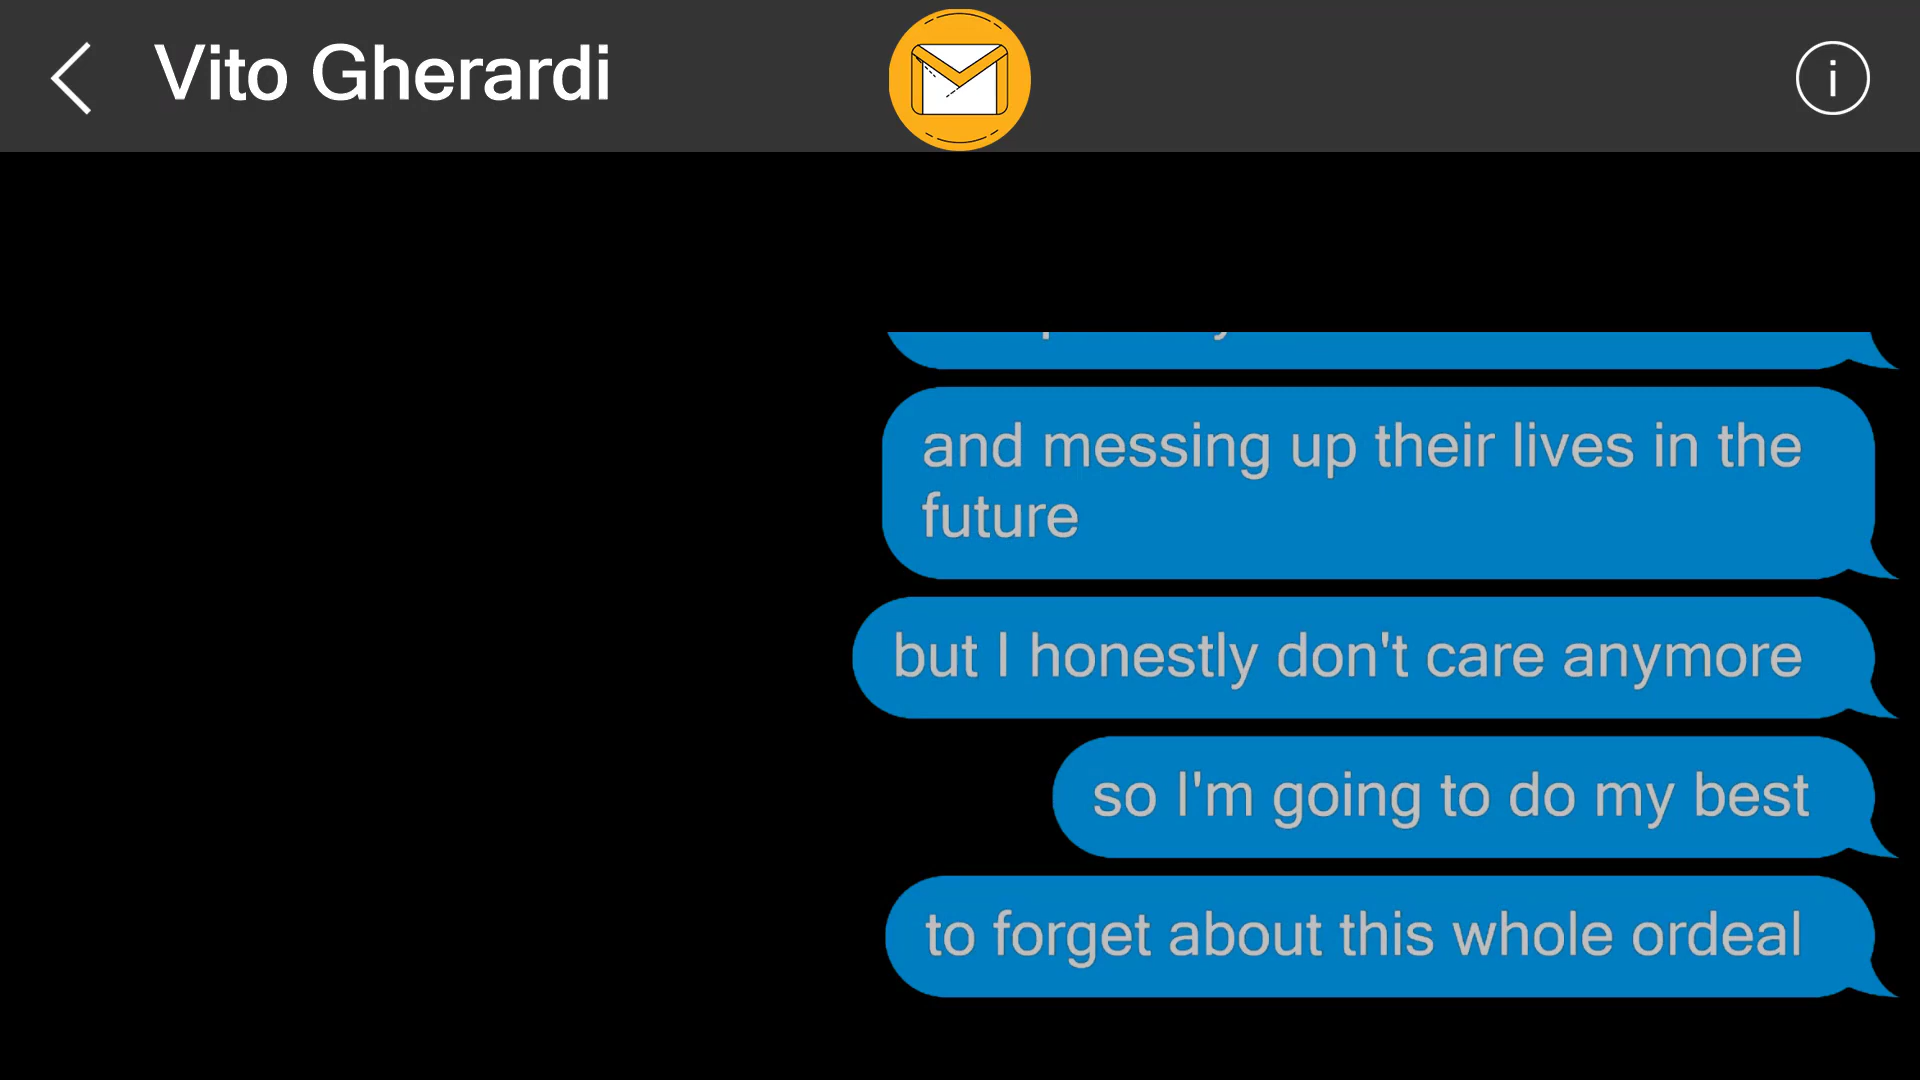 Vito Gherardi
and messing up their lives in the
future
but I honestly don't care anymore
so I'm going to do my best
to forget about this whole ordeal